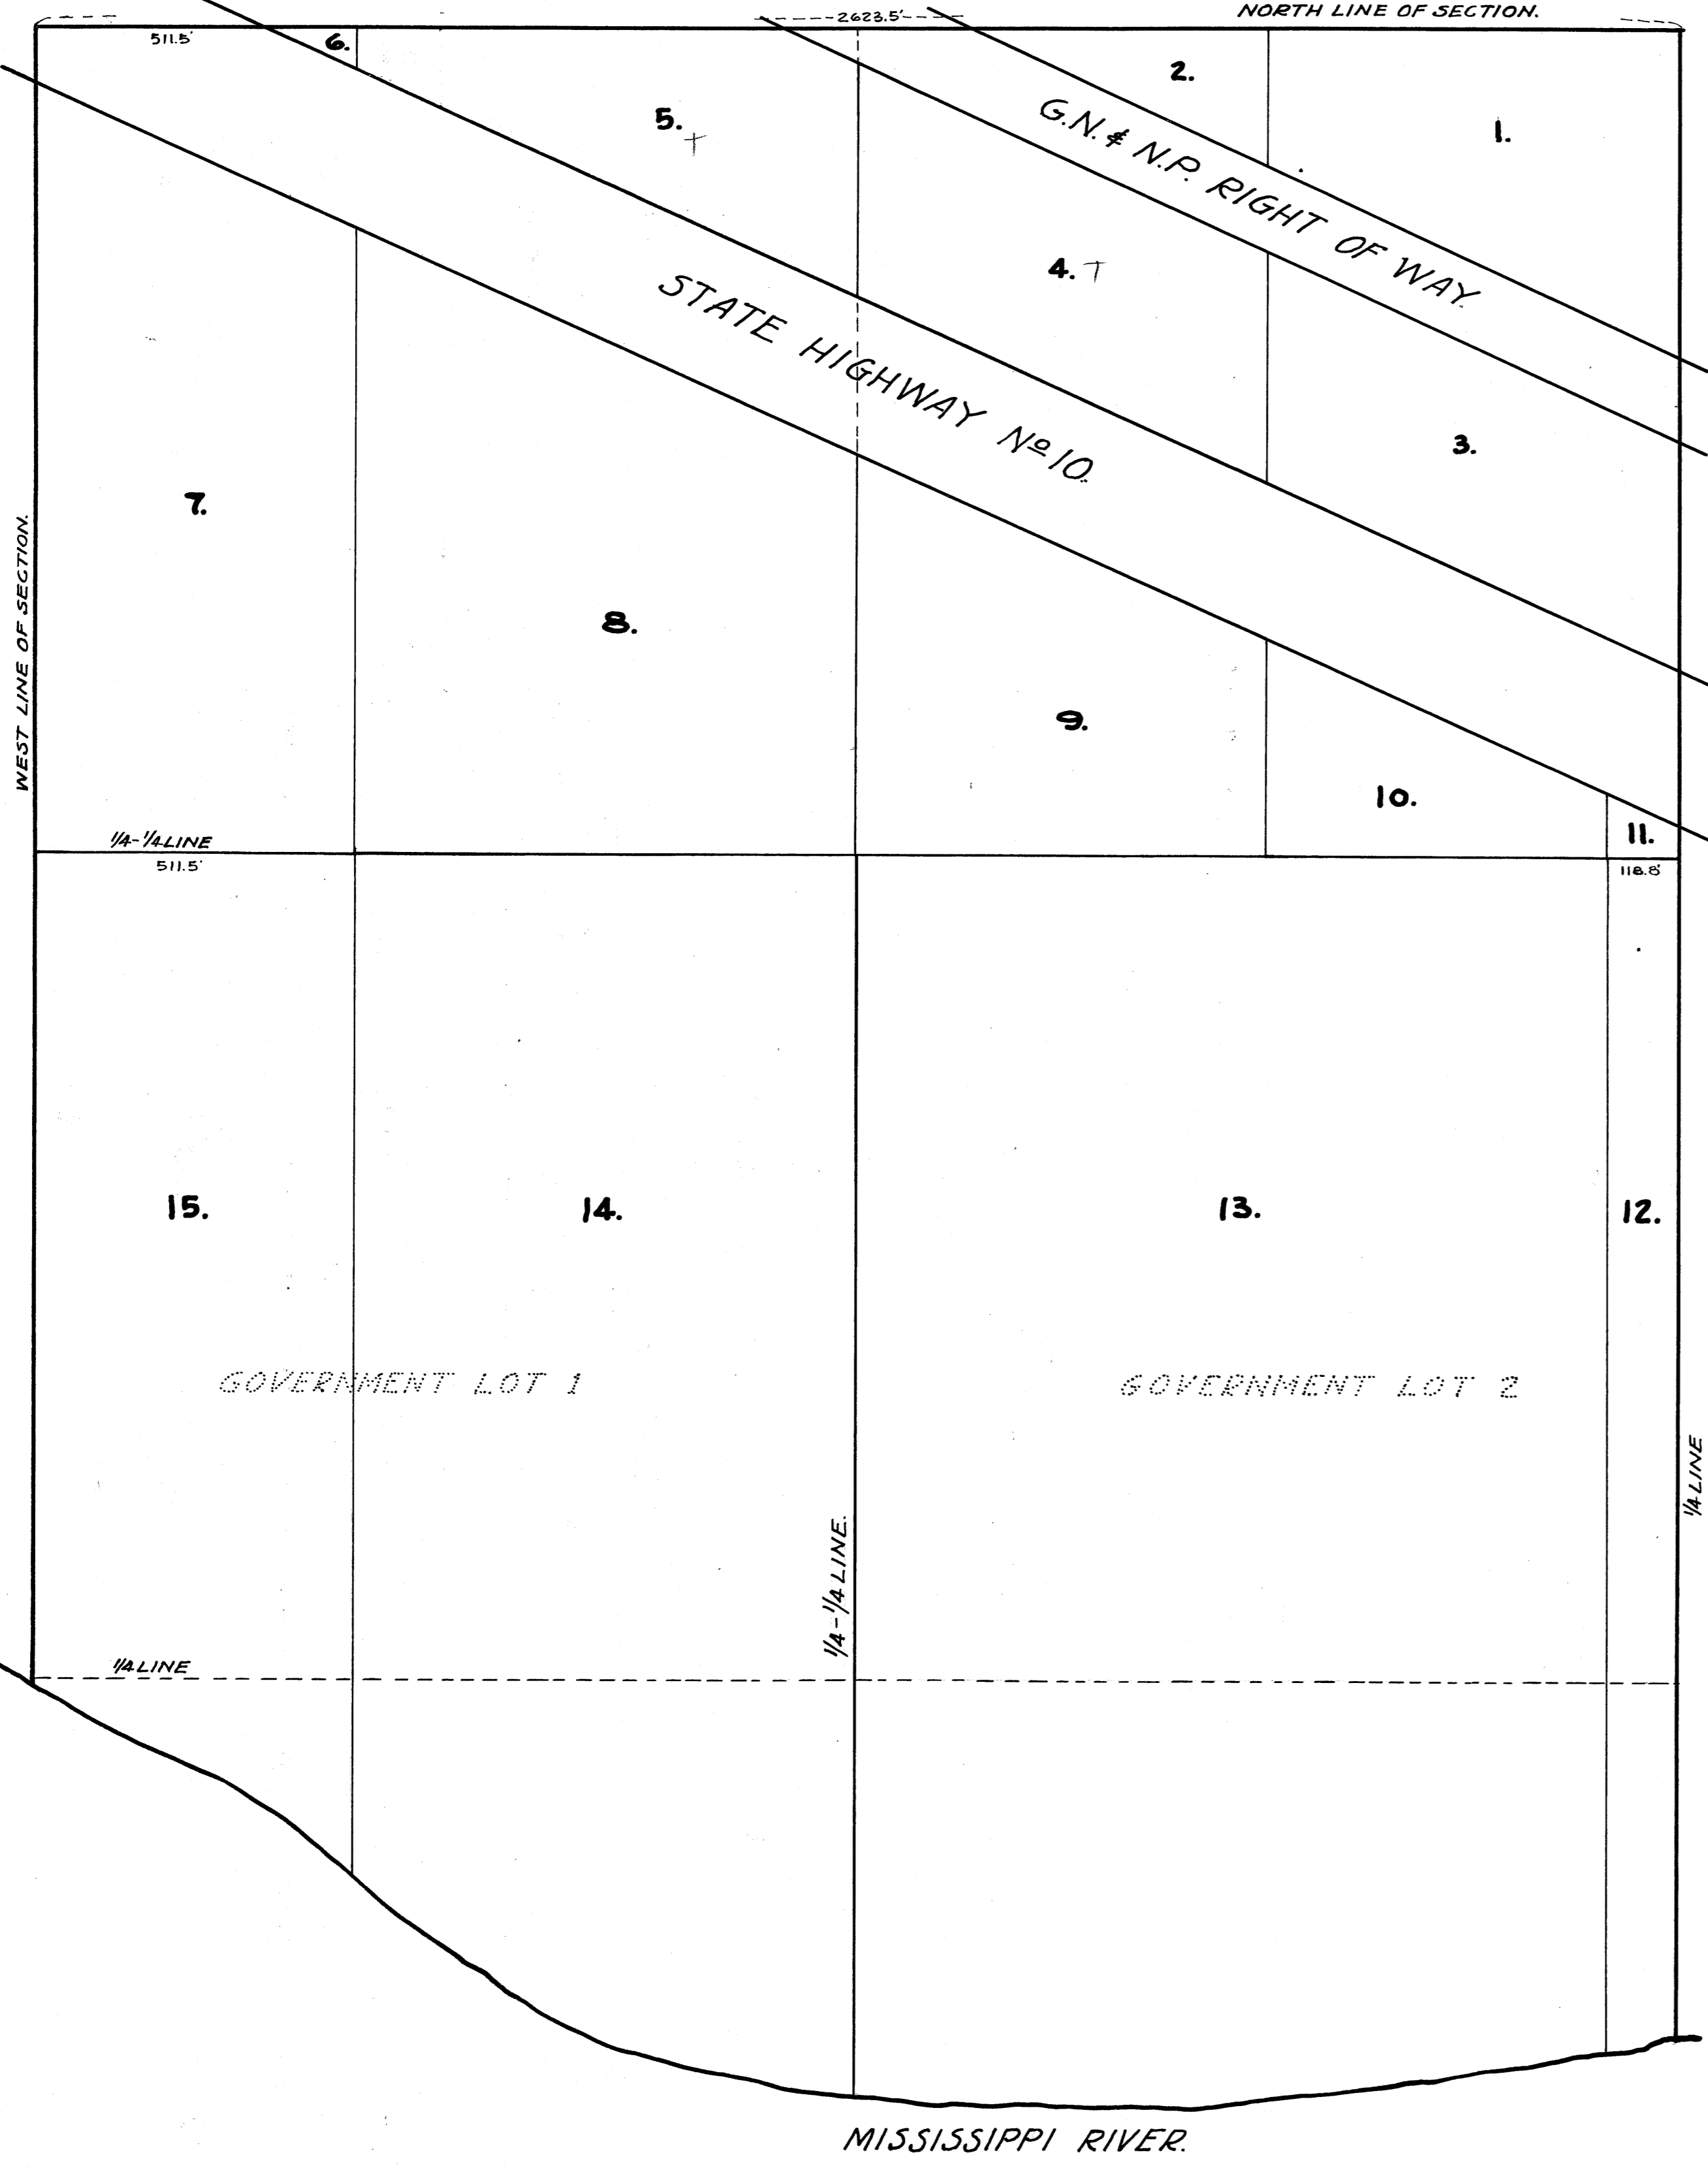 NORTH LINE OF SECTION.
2623.5'
511.5'
6.
2.
1.
5.
G.N. & N.P. RIGHT OF WAY.
4. T
STATE HIGHWAY Nº 10.
3.
7.
WEST LINE OF SECTION.
8.
9.
10.
11.
1/4-1/4 LINE
511.5'
118.8'
15.
14.
13.
12.
GOVERNMENT LOT 1
GOVERNMENT LOT 2
1/4 LINE
1/4-1/4 LINE.
1/4 LINE
MISSISSIPPI RIVER.